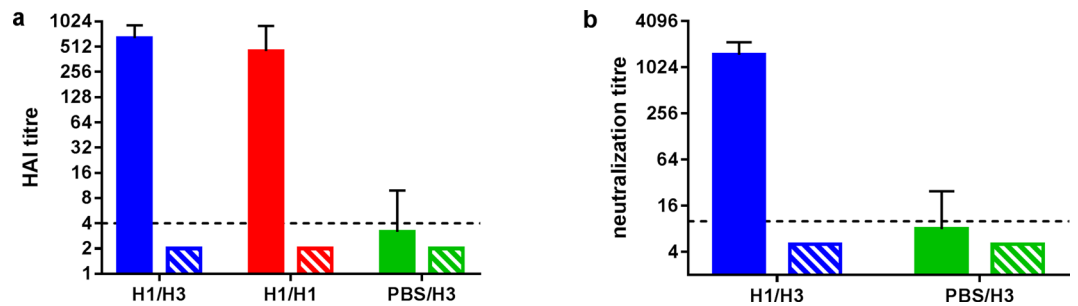 a
HAI titre
1024
512
256
128
64
32
16
8
4
2
1
H1/H3
H1/H1
PBS/H3
b
neutralization titre
4096
1024
256
64
16
4
H1/H3
PBS/H3